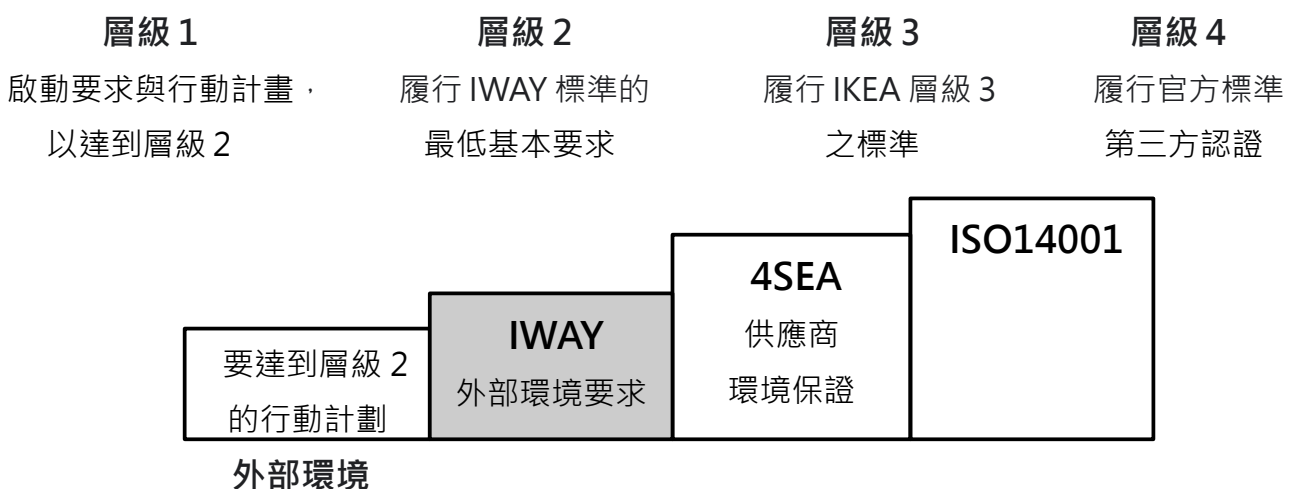 層級 1
啟動要求與行動計畫，
以達到層級 2
層級 2
履行 IWAY 標準的
最低基本要求
層級 3
履行 IKEA 層級 3
之標準
層級 4
履行官方標準
第三方認證
要達到層級 2
的行動計劃
IWAY
外部環境要求
4SEA
供應商
環境保證
ISO14001
外部環境